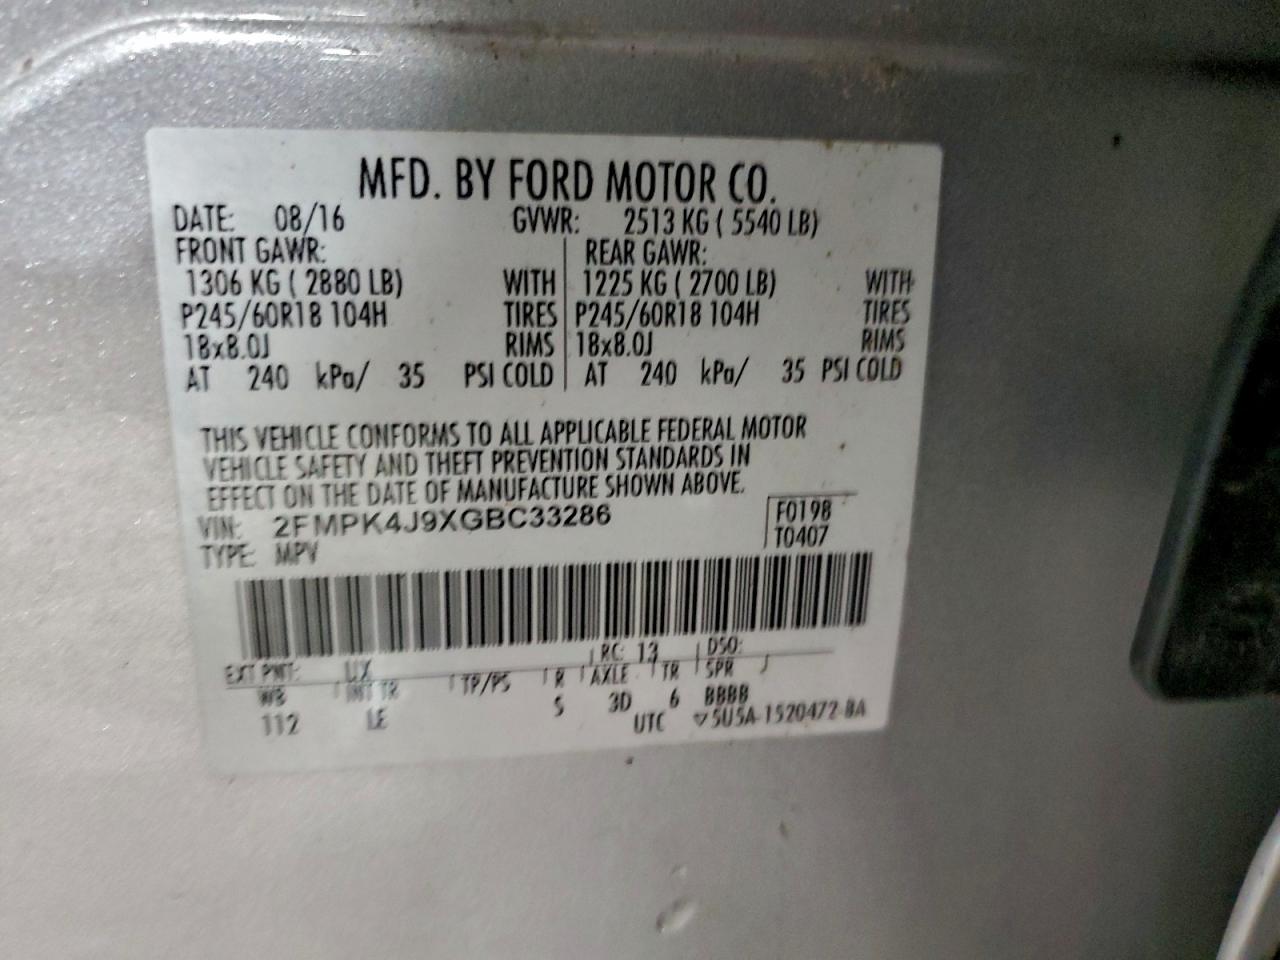 MFD. BY FORD MOTOR CO.
DATE: 08/16 GVWR: 2513 KG ( 5540 LB)
FRONT GAWR: REAR GAWR:
1306 KG ( 2880 LB) WITH 1225 KG ( 2700 LB) WITH
P245/60R18 104H TIRES P245/60R18 104H TIRES
18x8.0J RIMS 18x8.0J RIMS
AT 240 kPa/ 35 PSI COLD AT 240 kPa/ 35 PSI COLD
THIS VEHICLE CONFORMS TO ALL APPLICABLE FEDERAL MOTOR
VEHICLE SAFETY AND THEFT PREVENTION STANDARDS IN
EFFECT ON THE DATE OF MANUFACTURE SHOWN ABOVE.
VIN: 2FMPK4J9XGBC33286 F0198
TYPE: MPV T0407
EXT PNT: UX RC: 13 DSO:
WB INT TR TP/PS R AXLE TR SPR
112 LE S 3D 6 BBBB
UTC ▽5U5A-1520472-BA